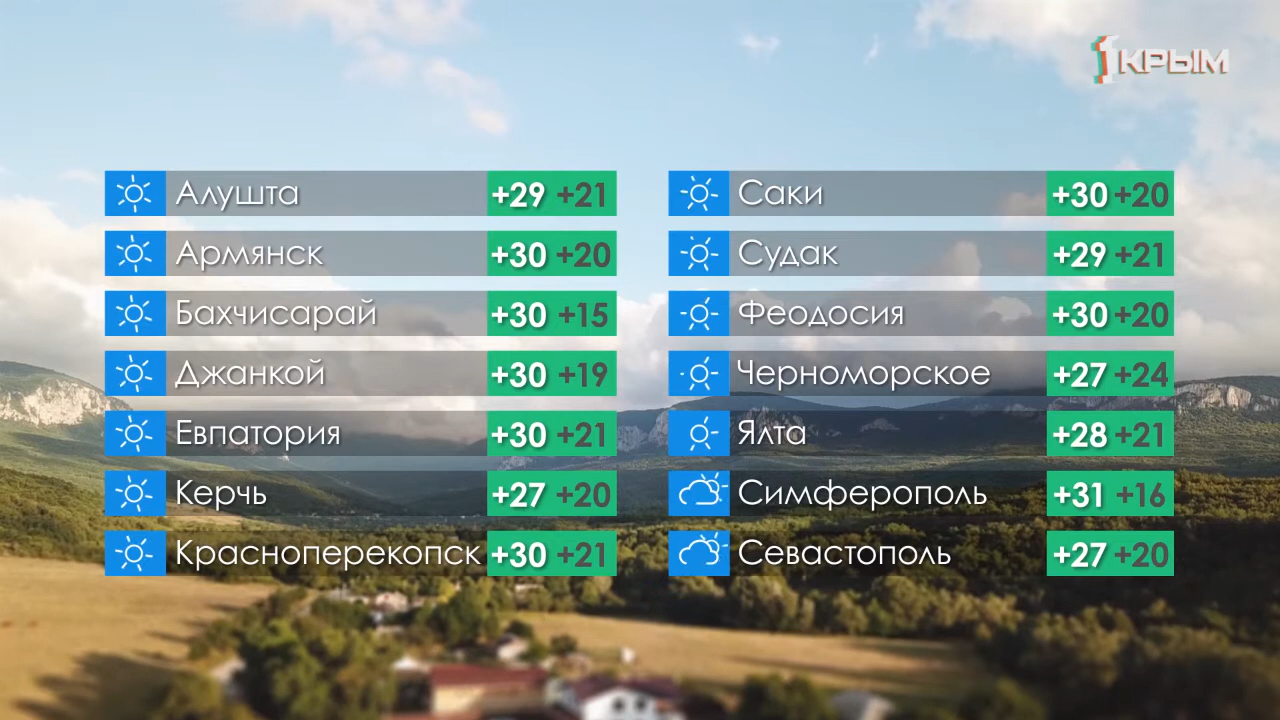 1 КРЫМ
Алушта +29 +21
Армянск +30 +20
Бахчисарай +30 +15
Джанкой +30 +19
Евпатория +30 +21
Керчь +27 +20
Красноперекопск +30 +21
Саки +30 +20
Судак +29 +21
Феодосия +30 +20
Черноморское +27 +24
Ялта +28 +21
Симферополь +31 +16
Севастополь +27 +20